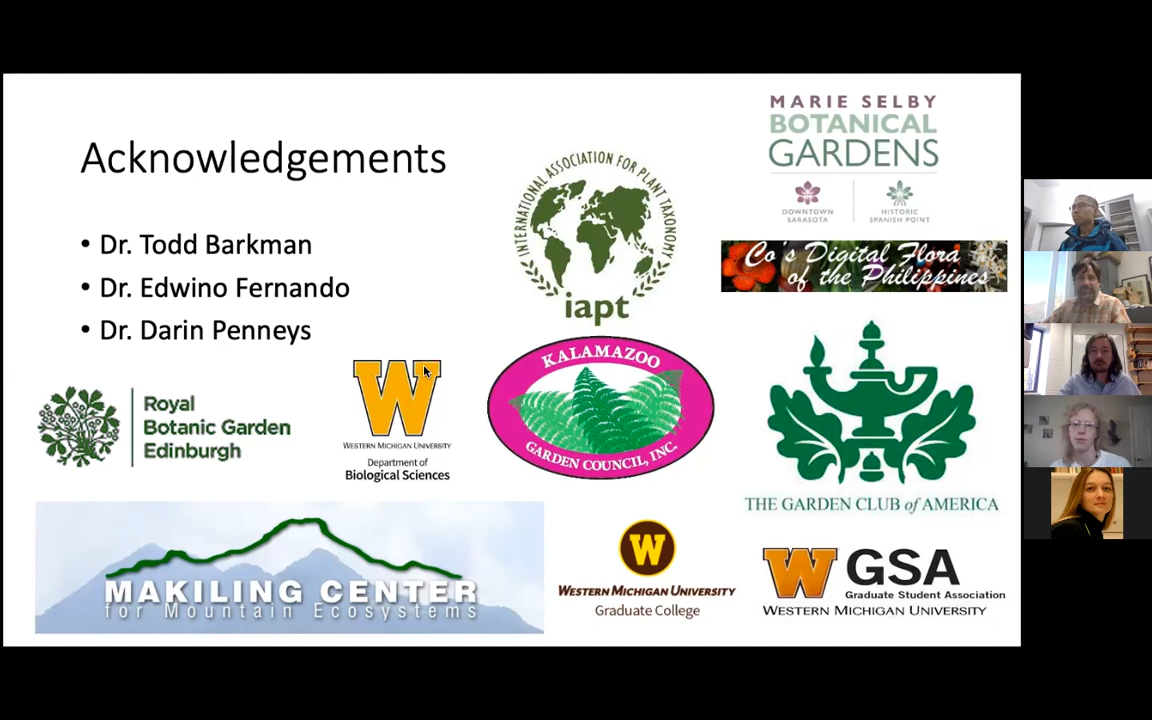 Acknowledgements
• Dr. Todd Barkman
• Dr. Edwino Fernando
• Dr. Darin Penneys
INTERNATIONAL ASSOCIATION FOR PLANT TAXONOMY
iapt
MARIE SELBY
BOTANICAL
GARDENS
DOWNTOWN
SARASOTA
HISTORIC
SPANISH POINT
Co's Digital Flora
of the Philippines
Royal
Botanic Garden
Edinburgh
W
WESTERN MICHIGAN UNIVERSITY
Department of
Biological Sciences
KALAMAZOO
GARDEN COUNCIL, INC.
THE GARDEN CLUB of AMERICA
MAKILING CENTER
for Mountain Ecosystems
W
WESTERN MICHIGAN UNIVERSITY
Graduate College
W GSA
Graduate Student Association
WESTERN MICHIGAN UNIVERSITY